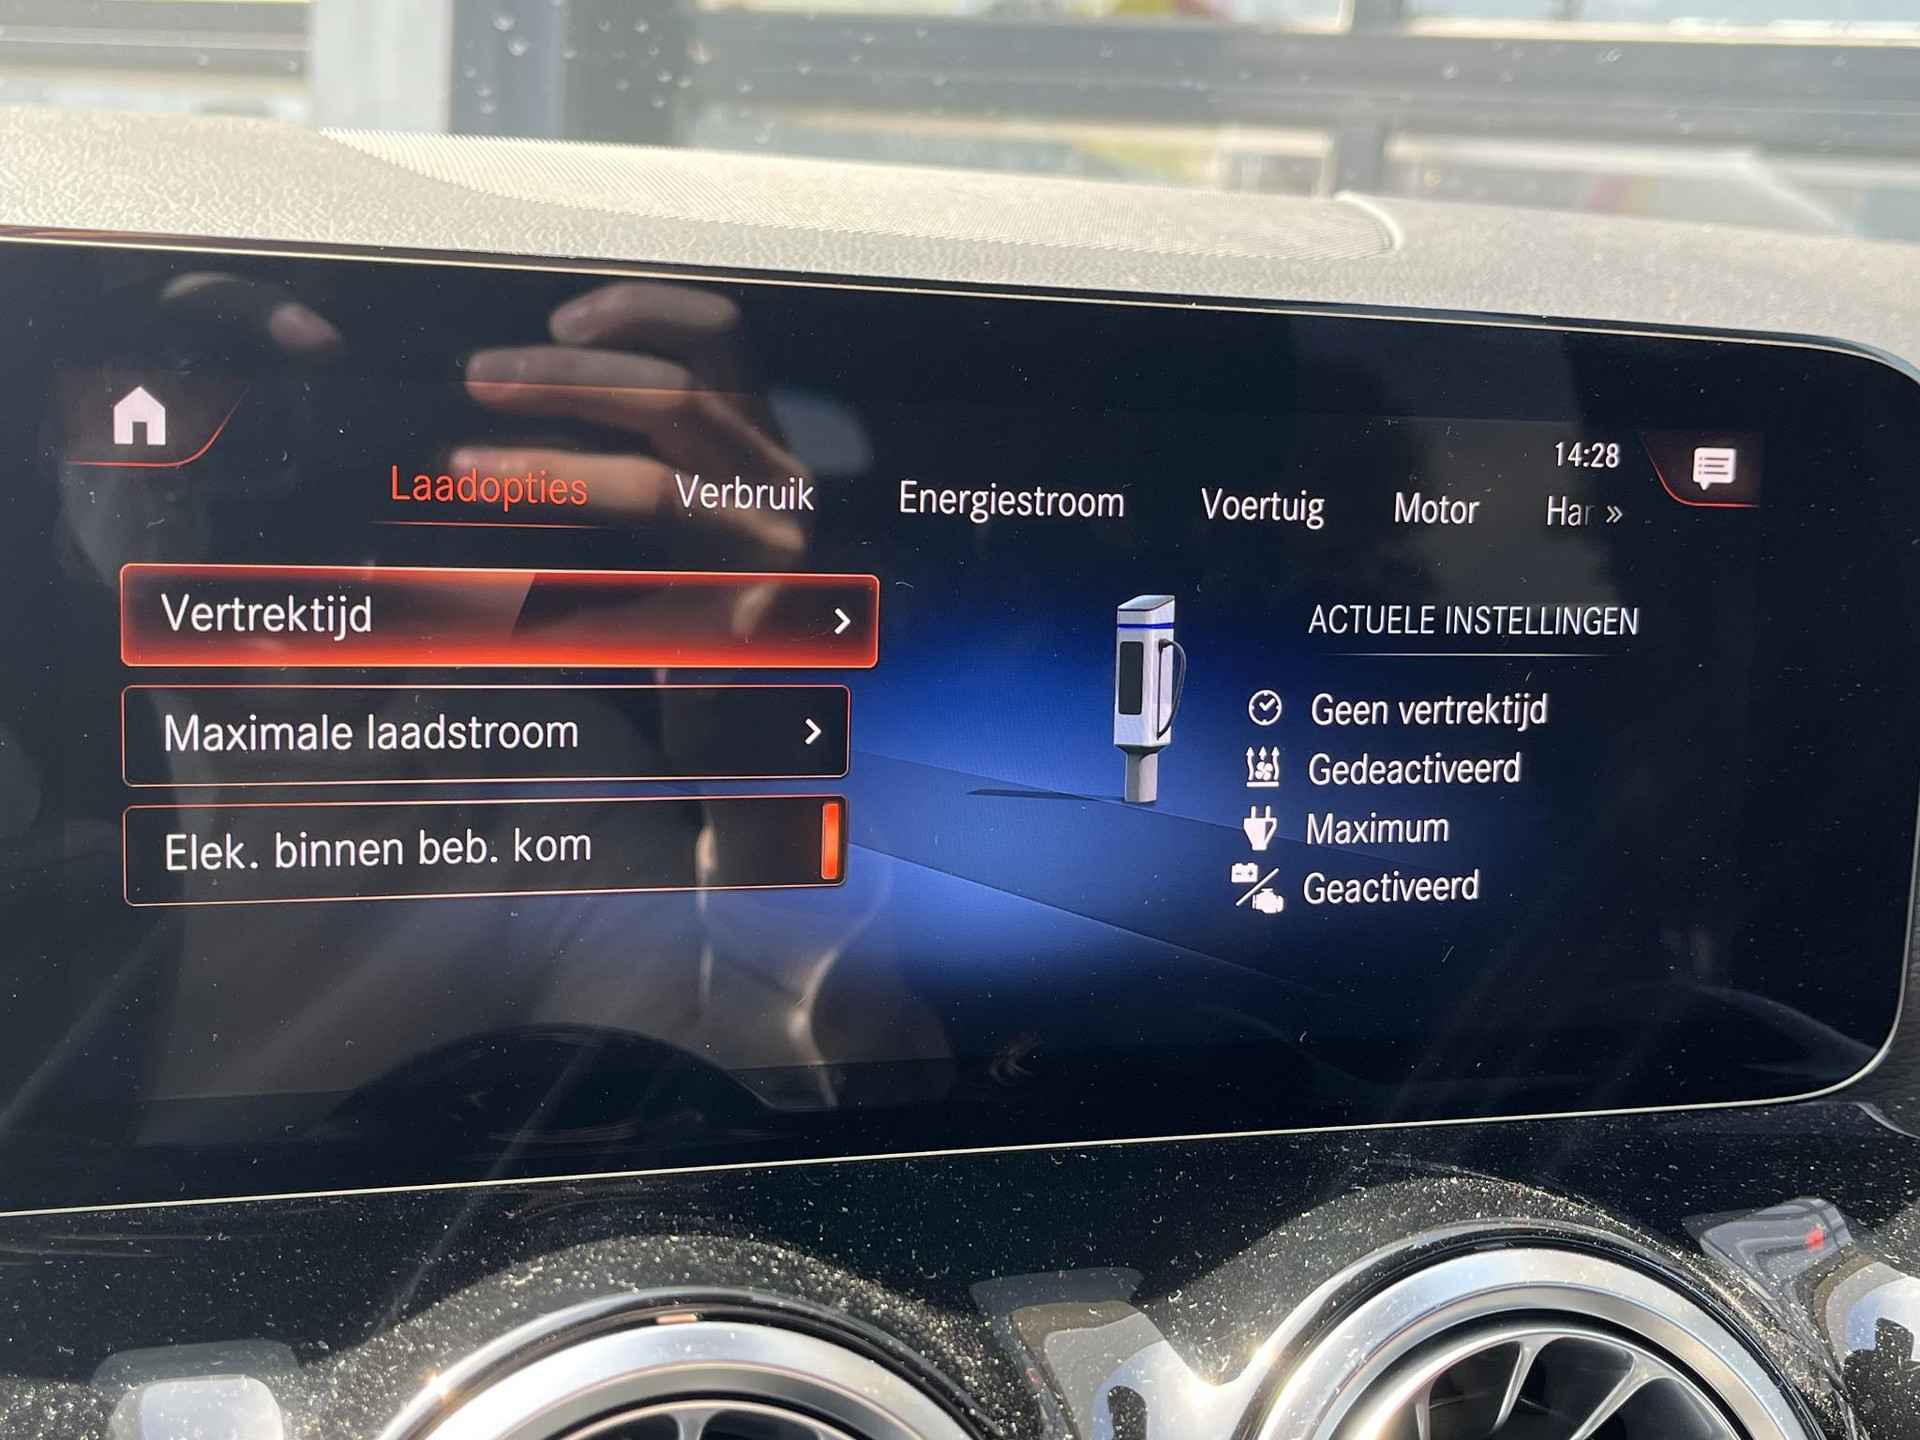 14:28
Laadopties Verbruik Energiestroom Voertuig Motor Har »
Vertrektijd
Maximale laadstroom
Elek. binnen beb. kom
ACTUELE INSTELLINGEN
Geen vertrektijd
Gedeactiveerd
Maximum
Geactiveerd